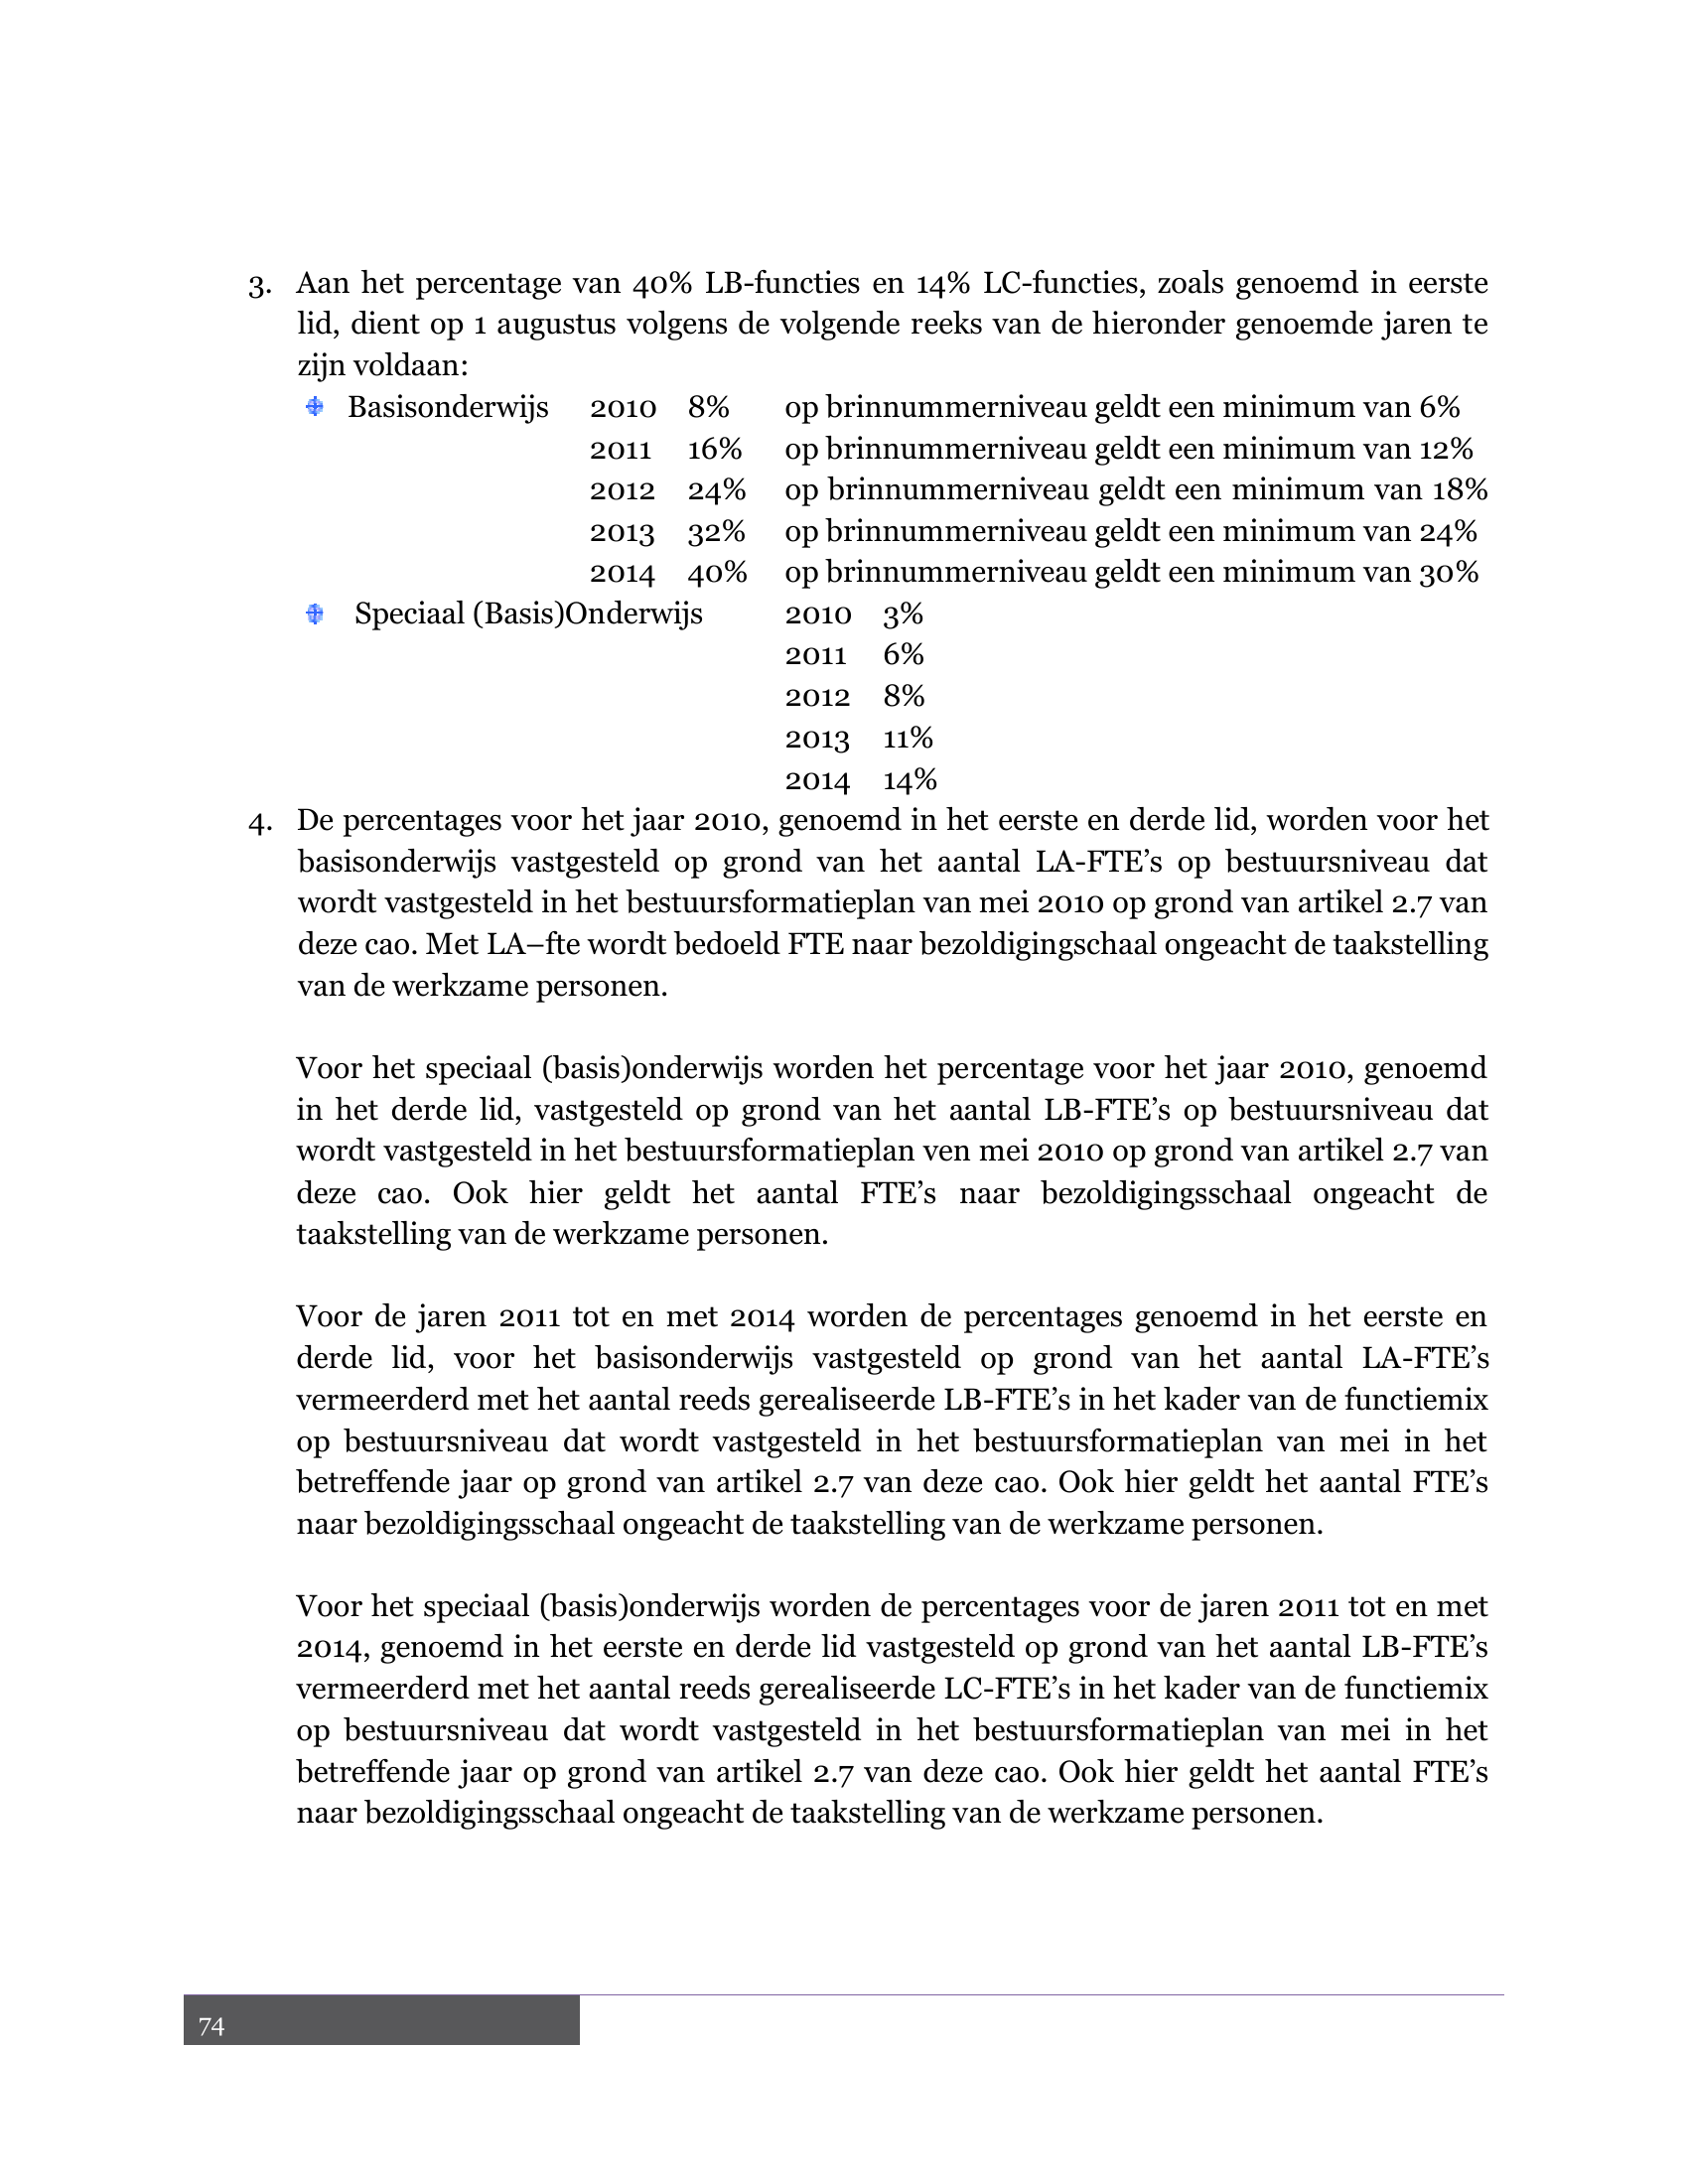 3. Aan het percentage van 40% LB-functies en 14% LC-functies, zoals genoemd in eerste
lid, dient op 1 augustus volgens de volgende reeks van de hieronder genoemde jaren te
zijn voldaan:
Basisonderwijs 2010 8% op brinnummerniveau geldt een minimum van 6%
2011 16% op brinnummerniveau geldt een minimum van 12%
2012 24% op brinnummerniveau geldt een minimum van 18%
2013 32% op brinnummerniveau geldt een minimum van 24%
2014 40% op brinnummerniveau geldt een minimum van 30%
Speciaal (Basis)Onderwijs 2010 3%
2011 6%
2012 8%
2013 11%
2014 14%
4. De percentages voor het jaar 2010, genoemd in het eerste en derde lid, worden voor het
basisonderwijs vastgesteld op grond van het aantal LA-FTE’s op bestuursniveau dat
wordt vastgesteld in het bestuursformatieplan van mei 2010 op grond van artikel 2.7 van
deze cao. Met LA–fte wordt bedoeld FTE naar bezoldigingschaal ongeacht de taakstelling
van de werkzame personen.
Voor het speciaal (basis)onderwijs worden het percentage voor het jaar 2010, genoemd
in het derde lid, vastgesteld op grond van het aantal LB-FTE’s op bestuursniveau dat
wordt vastgesteld in het bestuursformatieplan ven mei 2010 op grond van artikel 2.7 van
deze cao. Ook hier geldt het aantal FTE’s naar bezoldigingsschaal ongeacht de
taakstelling van de werkzame personen.
Voor de jaren 2011 tot en met 2014 worden de percentages genoemd in het eerste en
derde lid, voor het basisonderwijs vastgesteld op grond van het aantal LA-FTE’s
vermeerderd met het aantal reeds gerealiseerde LB-FTE’s in het kader van de functiemix
op bestuursniveau dat wordt vastgesteld in het bestuursformatieplan van mei in het
betreffende jaar op grond van artikel 2.7 van deze cao. Ook hier geldt het aantal FTE’s
naar bezoldigingsschaal ongeacht de taakstelling van de werkzame personen.
Voor het speciaal (basis)onderwijs worden de percentages voor de jaren 2011 tot en met
2014, genoemd in het eerste en derde lid vastgesteld op grond van het aantal LB-FTE’s
vermeerderd met het aantal reeds gerealiseerde LC-FTE’s in het kader van de functiemix
op bestuursniveau dat wordt vastgesteld in het bestuursformatieplan van mei in het
betreffende jaar op grond van artikel 2.7 van deze cao. Ook hier geldt het aantal FTE’s
naar bezoldigingsschaal ongeacht de taakstelling van de werkzame personen.
74